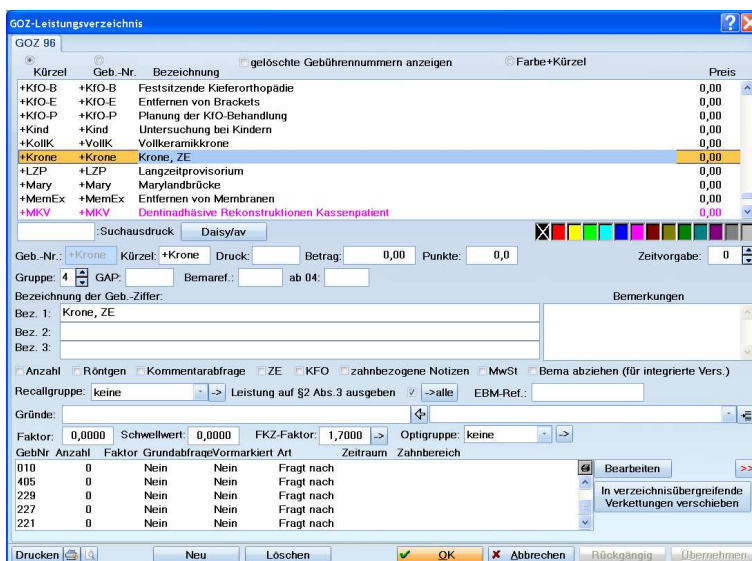 GOZ-Leistungsverzeichnis
GOZ 96
gelöschte Gebührennummern anzeigen Farbe+Kürzel
Kürzel Geb.-Nr. Bezeichnung Preis
+KfO-B +KfO-B Festsitzende Kieferorthopädie 0,00
+KfO-E +KfO-E Entfernen von Brackets 0,00
+KfO-P +KfO-P Planung der KfO-Behandlung 0,00
+Kind +Kind Untersuchung bei Kindern 0,00
+KollK +VollK Vollkeramikkrone 0,00
+Krone +Krone Krone, ZE 0,00
+LZP +LZP Langzeitprovisorium 0,00
+Mary +Mary Marylandbrücke 0,00
+MemEx +MemEx Entfernen von Membranen 0,00
+MKV +MKV Dentinadhäsive Rekonstruktionen Kassenpatient 0,00
:Suchausdruck Daisy/av
Geb.-Nr.: +Krone Kürzel: +Krone Druck: Betrag: 0,00 Punkte: 0,0 Zeitvorgabe: 0
Gruppe: 4 GAP: Bemaref.: ab 04:
Bezeichnung der Geb.-Ziffer: Bemerkungen
Bez. 1: Krone, ZE
Bez. 2:
Bez. 3:
Anzahl Röntgen Kommentarabfrage ZE KFO zahnbezogene Notizen MwSt Bema abziehen (für integrierte Vers.)
Recallgruppe: keine -> Leistung auf §2 Abs.3 ausgeben ->alle EBM-Ref.:
Gründe:
Faktor: 0,0000 Schwellwert: 0,0000 FKZ-Faktor: 1,7000 -> Optigruppe: keine ->
GebNr Anzahl Faktor Grundabfrage Vormarkiert Art Zeitraum Zahnbereich
010 0 Nein Nein Fragt nach Bearbeiten >>
405 0 Nein Nein Fragt nach
229 0 Nein Nein Fragt nach In verzeichnisübergreifende
227 0 Nein Nein Fragt nach Verkettungen verschieben
221 0 Nein Nein Fragt nach
Drucken Neu Löschen OK Abbrechen Rückgängig Übernehmen